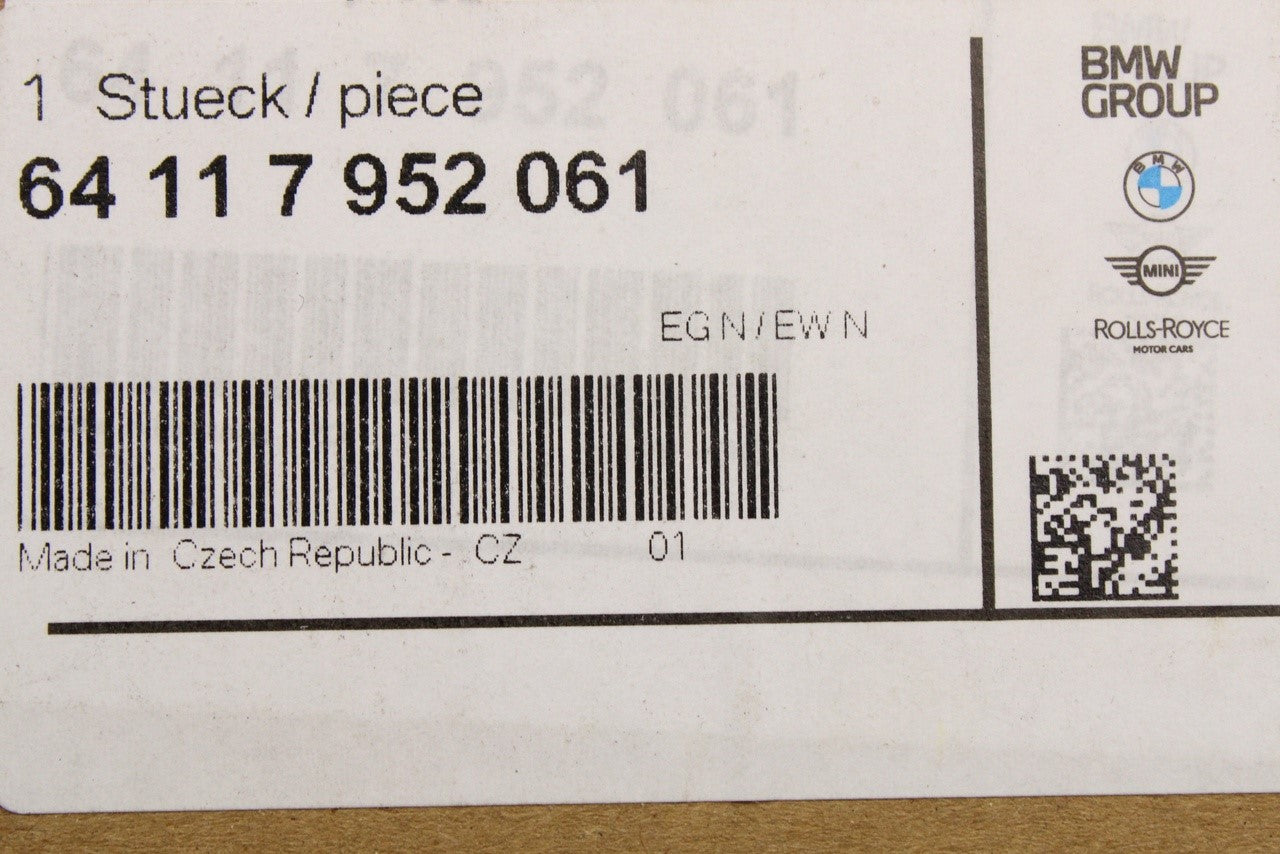 1 Stueck / piece
64 11 7 952 061
EG N / EW N
Made in Czech Republic - CZ 01
BMW
GROUP
BMW
MINI
ROLLS-ROYCE
MOTOR CARS